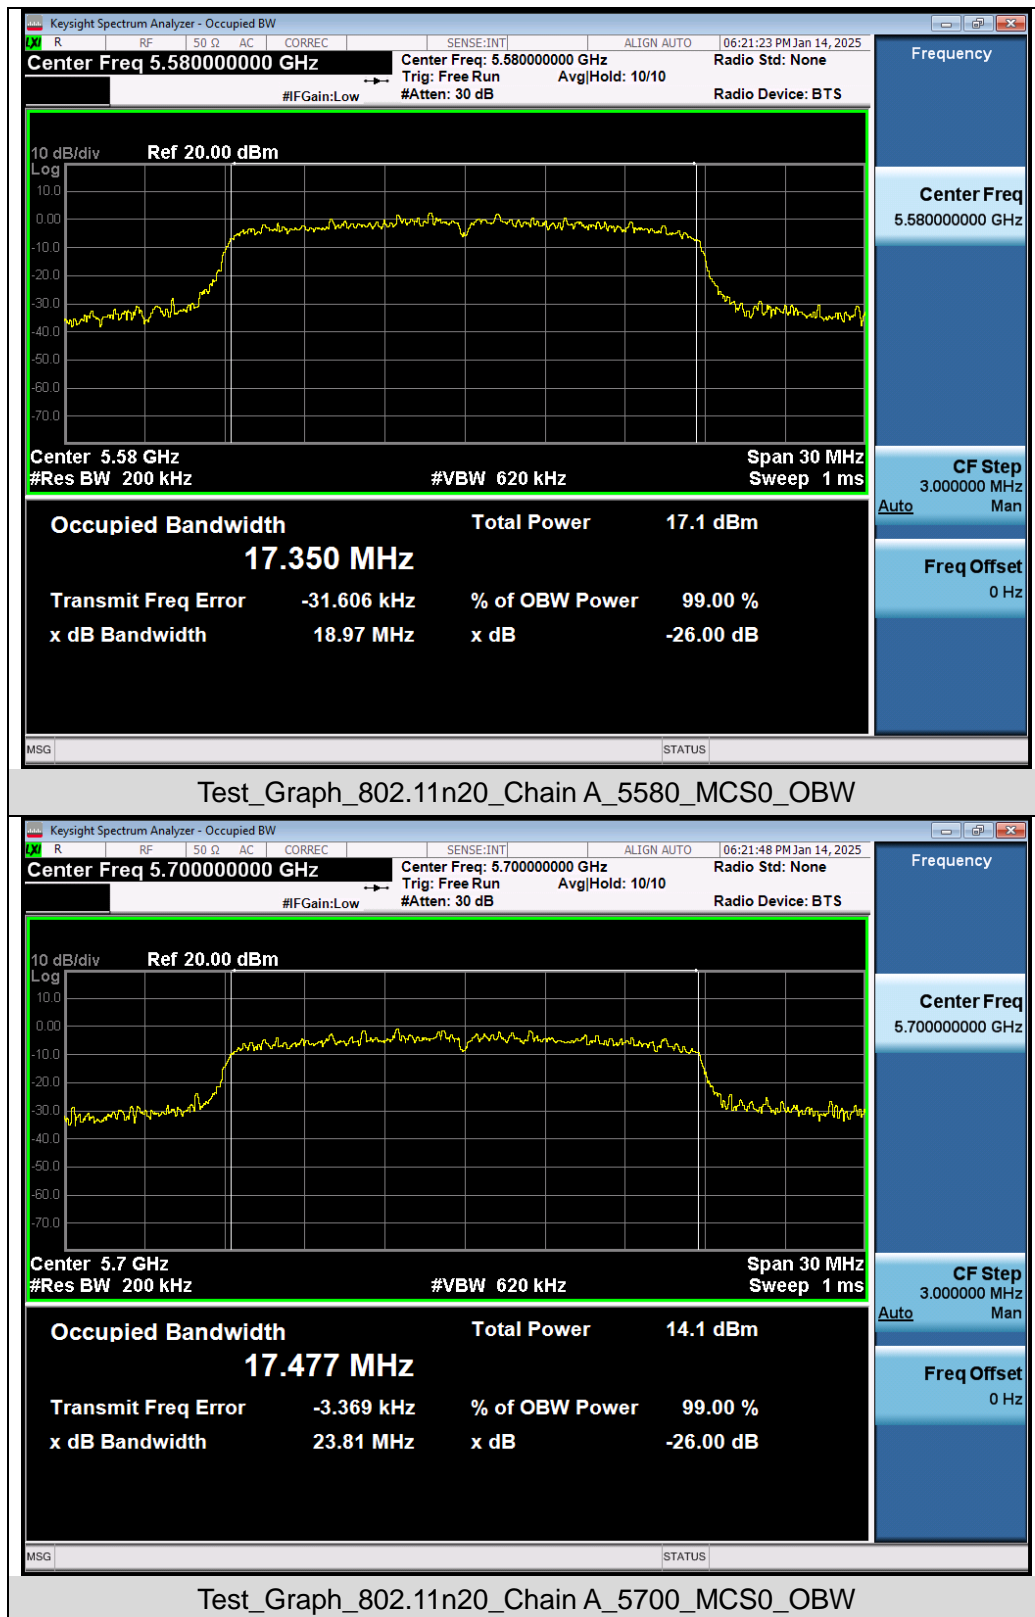 Keysight Spectrum Analyzer - Occupied BW
LXI R RF 50 Ω AC CORREC SENSE:INT ALIGN AUTO 06:21:23 PM Jan 14, 2025
Center Freq 5.580000000 GHz Center Freq: 5.580000000 GHz Radio Std: None
Trig: Free Run Avg|Hold: 10/10
#IFGain:Low #Atten: 30 dB Radio Device: BTS
Frequency
10 dB/div Ref 20.00 dBm
Log
10.0
0.00
-10.0
-20.0
-30.0
-40.0
-50.0
-60.0
-70.0
Center 5.58 GHz Span 30 MHz
#Res BW 200 kHz #VBW 620 kHz Sweep 1 ms
Center Freq
5.580000000 GHz
CF Step
3.000000 MHz
Auto Man
Freq Offset
0 Hz
Occupied Bandwidth Total Power 17.1 dBm
17.350 MHz
Transmit Freq Error -31.606 kHz % of OBW Power 99.00 %
x dB Bandwidth 18.97 MHz x dB -26.00 dB
MSG STATUS
Test_Graph_802.11n20_Chain A_5580_MCS0_OBW
Keysight Spectrum Analyzer - Occupied BW
LXI R RF 50 Ω AC CORREC SENSE:INT ALIGN AUTO 06:21:48 PM Jan 14, 2025
Center Freq 5.700000000 GHz Center Freq: 5.700000000 GHz Radio Std: None
Trig: Free Run Avg|Hold: 10/10
#IFGain:Low #Atten: 30 dB Radio Device: BTS
Frequency
10 dB/div Ref 20.00 dBm
Log
10.0
0.00
-10.0
-20.0
-30.0
-40.0
-50.0
-60.0
-70.0
Center 5.7 GHz Span 30 MHz
#Res BW 200 kHz #VBW 620 kHz Sweep 1 ms
Center Freq
5.700000000 GHz
CF Step
3.000000 MHz
Auto Man
Freq Offset
0 Hz
Occupied Bandwidth Total Power 14.1 dBm
17.477 MHz
Transmit Freq Error -3.369 kHz % of OBW Power 99.00 %
x dB Bandwidth 23.81 MHz x dB -26.00 dB
MSG STATUS
Test_Graph_802.11n20_Chain A_5700_MCS0_OBW